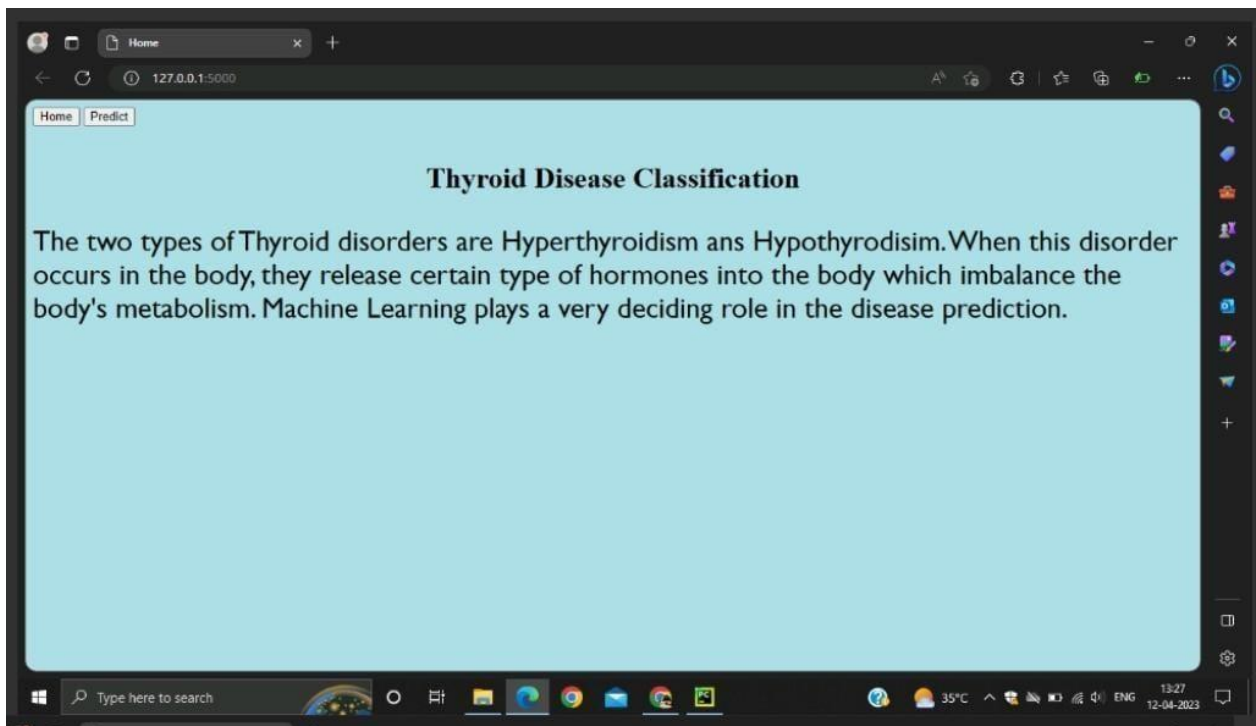 Home
127.0.0.1:5000
Home Predict
Thyroid Disease Classification
The two types of Thyroid disorders are Hyperthyroidism ans Hypothyrodisim. When this disorder
occurs in the body, they release certain type of hormones into the body which imbalance the
body's metabolism. Machine Learning plays a very deciding role in the disease prediction.
Type here to search
35°C
ENG
13:27
12-04-2023